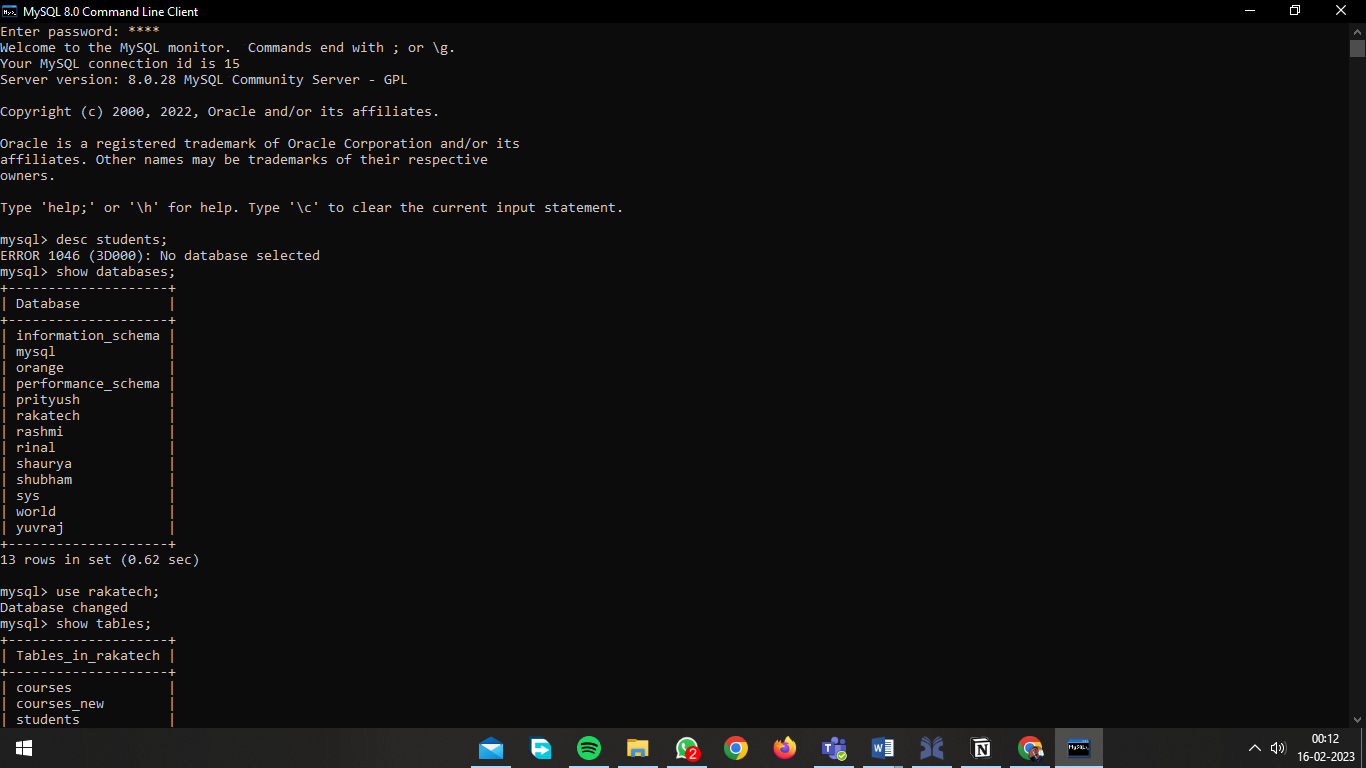 MySQL 8.0 Command Line Client
Enter password: ****
Welcome to the MySQL monitor.  Commands end with ; or \g.
Your MySQL connection id is 15
Server version: 8.0.28 MySQL Community Server - GPL
Copyright (c) 2000, 2022, Oracle and/or its affiliates.
Oracle is a registered trademark of Oracle Corporation and/or its
affiliates. Other names may be trademarks of their respective
owners.
Type 'help;' or '\h' for help. Type '\c' to clear the current input statement.
mysql> desc students;
ERROR 1046 (3D000): No database selected
mysql> show databases;
+--------------------+
| Database           |
+--------------------+
| information_schema |
| mysql              |
| orange             |
| performance_schema |
| prityush           |
| rakatech           |
| rashmi             |
| rinal              |
| shaurya            |
| shubham            |
| sys                |
| world              |
| yuvraj             |
+--------------------+
13 rows in set (0.62 sec)
mysql> use rakatech;
Database changed
mysql> show tables;
+--------------------+
| Tables_in_rakatech |
+--------------------+
| courses            |
| courses_new        |
| students           |
2
MySQL
00:12
16-02-2023